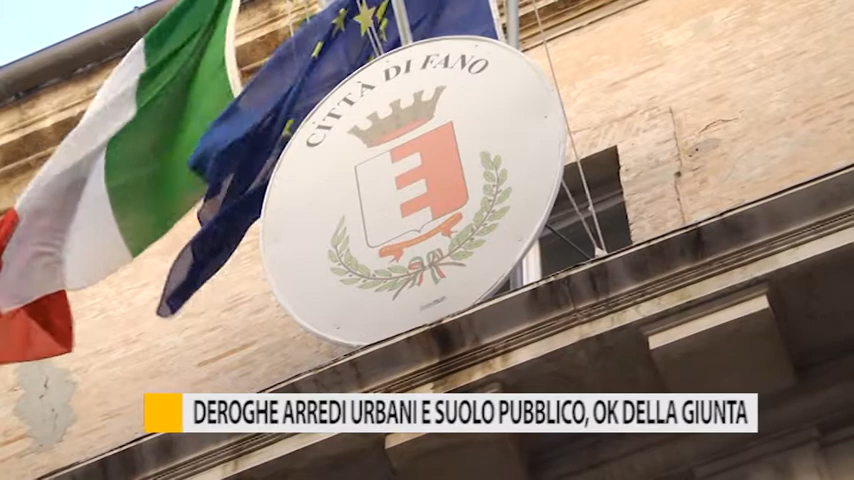 CITTÀ DI FANO
DEROGHE ARREDI URBANI E SUOLO PUBBLICO, OK DELLA GIUNTA